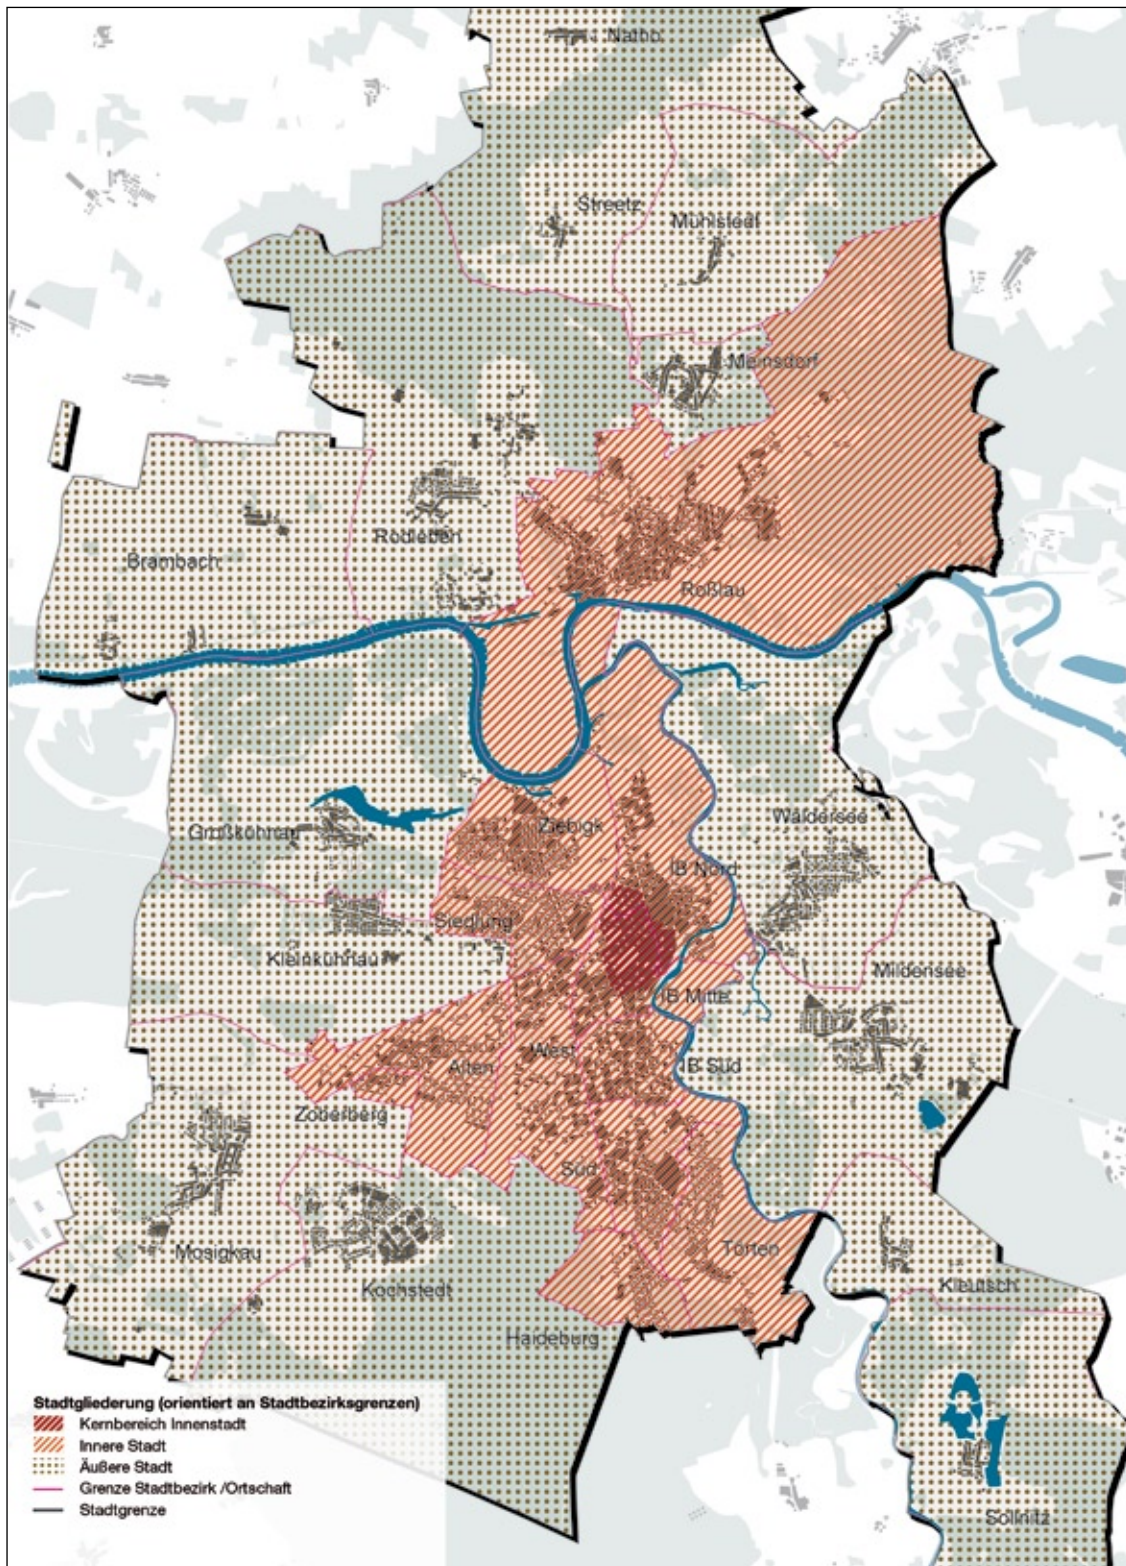 Natho
Streetz
Mühlstedt
Meinsdorf
Rodleben
Brambach
Roßlau
Waldersee
Großkühnau
Ziebigk
IB Nord
Siedlung
Kleinkühnau
Mildensee
IB Mitte
Alten
West
IB Süd
Zoberberg
Süd
Mosigkau
Törten
Kochstedt
Kleutsch
Haideburg
Sollnitz
Stadtgliederung (orientiert an Stadtbezirksgrenzen)
Kernbereich Innenstadt
Innere Stadt
Äußere Stadt
Grenze Stadtbezirk /Ortschaft
Stadtgrenze